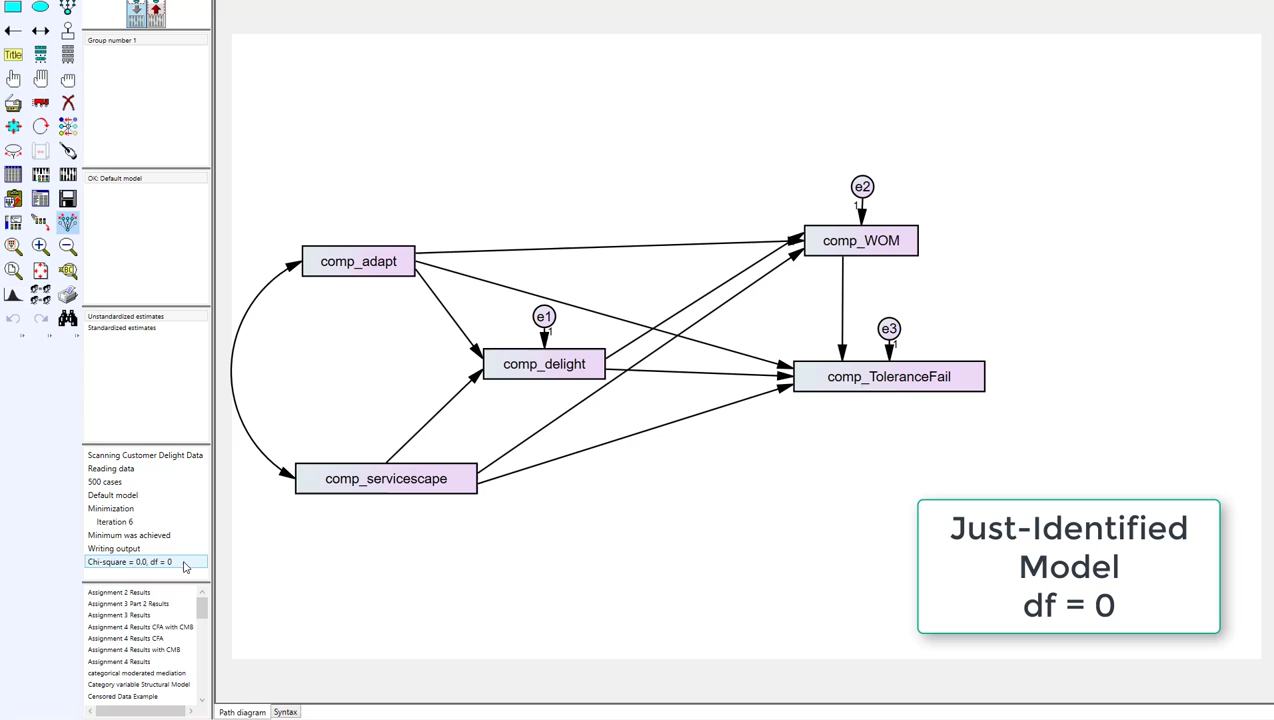 Title
Group number 1
OK: Default model
Unstandardized estimates
Standardized estimates
Scanning Customer Delight Data
Reading data
500 cases
Default model
Minimization
Iteration 6
Minimum was achieved
Writing output
Chi-square = 0.0, df = 0
Assignment 2 Results
Assignment 3 Part 2 Results
Assignment 3 Results
Assignment 4 Results CFA with CMB
Assignment 4 Results CFA
Assignment 4 Results with CMB
Assignment 4 Results
categorical moderated mediation
Category variable Structural Model
Censored Data Example
e2
1
comp_WOM
comp_adapt
e1
1
comp_delight
e3
1
comp_ToleranceFail
comp_servicescape
Just-Identified
Model
df = 0
Path diagram
Syntax